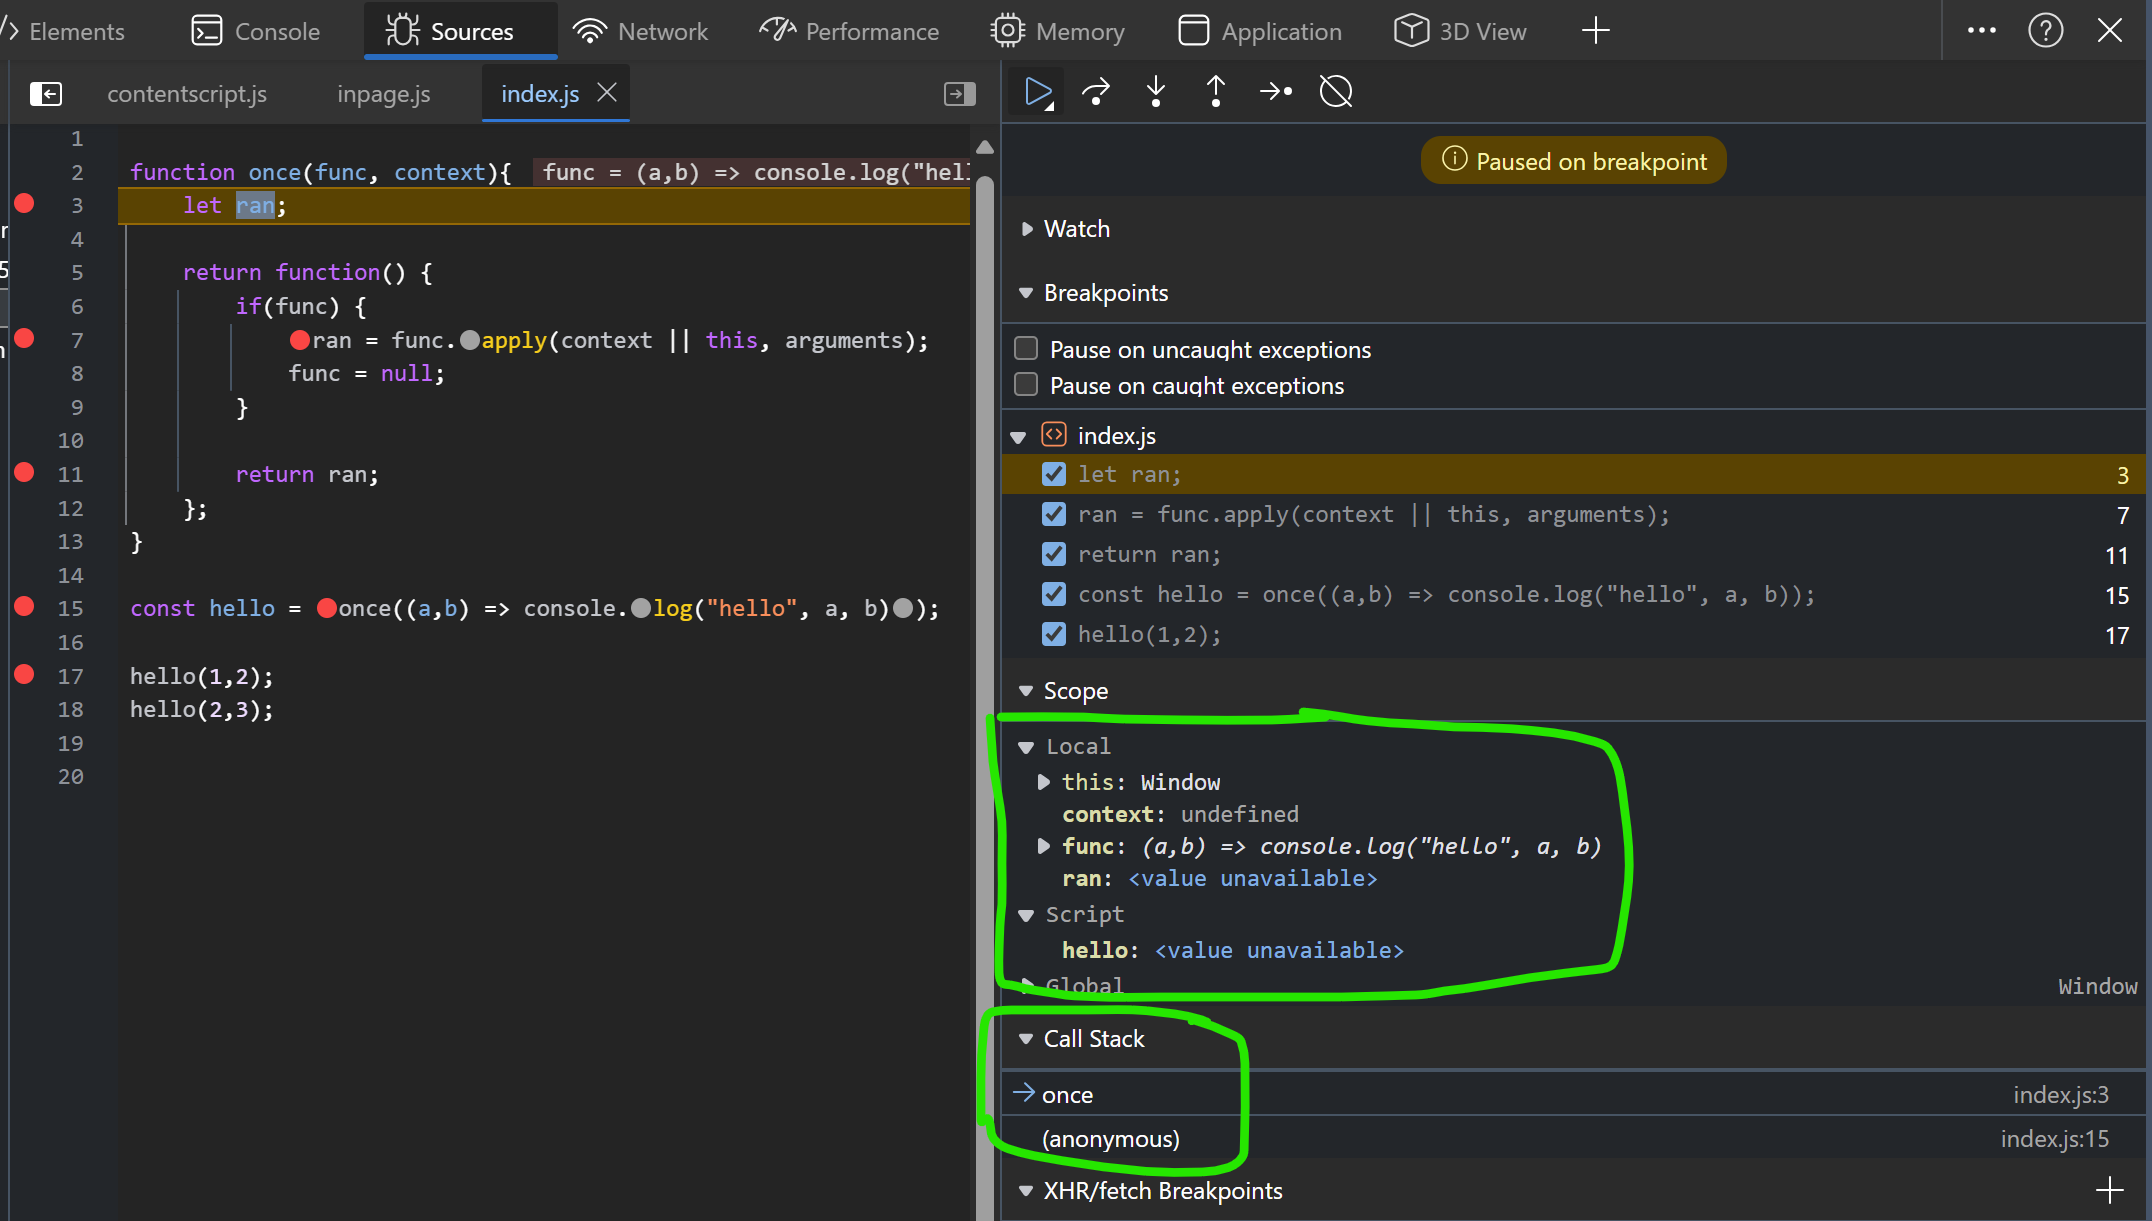 Elements Console Sources Network Performance Memory Application 3D View
contentscript.js inpage.js index.js
1
2 function once(func, context){ func = (a,b) => console.log("hel
3 let ran;
4
5 return function() {
6 if(func) {
7 ran = func.apply(context || this, arguments);
8 func = null;
9 }
10
11 return ran;
12 };
13 }
14
15 const hello = once((a,b) => console.log("hello", a, b));
16
17 hello(1,2);
18 hello(2,3);
19
20
Paused on breakpoint
Watch
Breakpoints
Pause on uncaught exceptions
Pause on caught exceptions
index.js
let ran; 3
ran = func.apply(context || this, arguments); 7
return ran; 11
const hello = once((a,b) => console.log("hello", a, b)); 15
hello(1,2); 17
Scope
Local
this: Window
context: undefined
func: (a,b) => console.log("hello", a, b)
ran: <value unavailable>
Script
hello: <value unavailable>
Global Window
Call Stack
once index.js:3
(anonymous) index.js:15
XHR/fetch Breakpoints